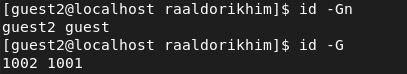 [guest2@localhost raaldorikhim]$ id -Gn
guest2 guest
[guest2@localhost raaldorikhim]$ id -G
1002 1001